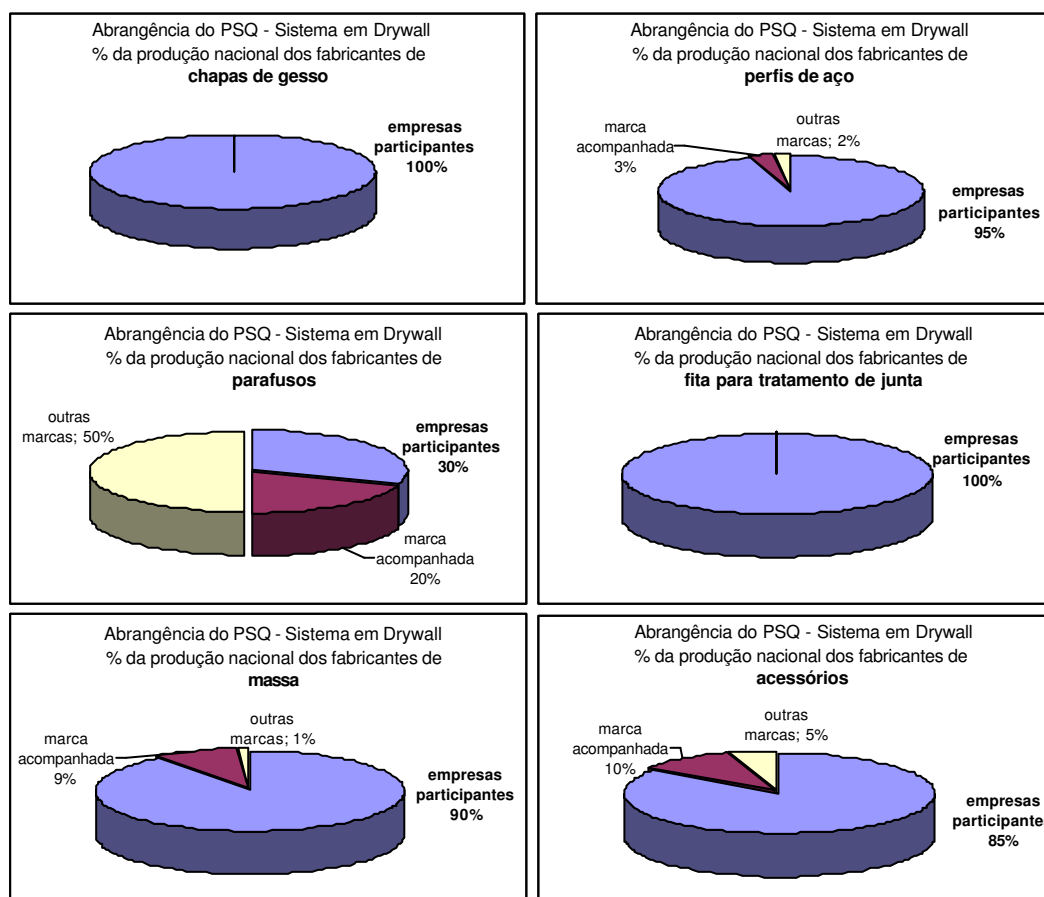 Abrangência do PSQ - Sistema em Drywall
% da produção nacional dos fabricantes de
chapas de gesso
empresas
participantes
100%
Abrangência do PSQ - Sistema em Drywall
% da produção nacional dos fabricantes de
perfis de aço
outras
marcas; 2%
marca
acompanhada
3%
empresas
participantes
95%
Abrangência do PSQ - Sistema em Drywall
% da produção nacional dos fabricantes de
parafusos
outras
marcas; 50%
empresas
participantes
30%
marca
acompanhada
20%
Abrangência do PSQ - Sistema em Drywall
% da produção nacional dos fabricantes de
fita para tratamento de junta
empresas
participantes
100%
Abrangência do PSQ - Sistema em Drywall
% da produção nacional dos fabricantes de
massa
outras
marcas; 1%
marca
acompanhada
9%
empresas
participantes
90%
Abrangência do PSQ - Sistema em Drywall
% da produção nacional dos fabricantes de
acessórios
outras
marcas; 5%
marca
acompanhada
10%
empresas
participantes
85%